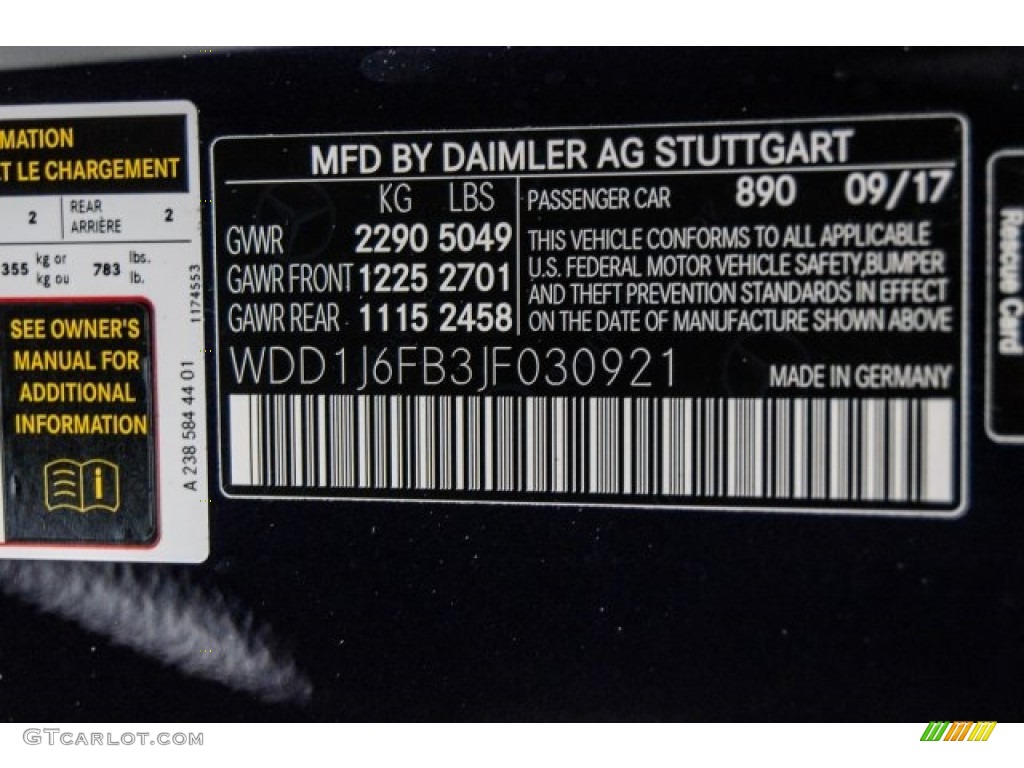 MATION
T LE CHARGEMENT
2 REAR ARRIÈRE 2
355 kg or kg ou 783 lbs. lb.
SEE OWNER'S
MANUAL FOR
ADDITIONAL
INFORMATION
i
1174553
A 238 584 44 01
MFD BY DAIMLER AG STUTTGART
KG LBS
GVWR 2290 5049
GAWR FRONT 1225 2701
GAWR REAR 1115 2458
PASSENGER CAR 890 09/17
THIS VEHICLE CONFORMS TO ALL APPLICABLE
U.S. FEDERAL MOTOR VEHICLE SAFETY,BUMPER
AND THEFT PREVENTION STANDARDS IN EFFECT
ON THE DATE OF MANUFACTURE SHOWN ABOVE
WDD1J6FB3JF030921
MADE IN GERMANY
Rescue Card
GTCARLOT.COM